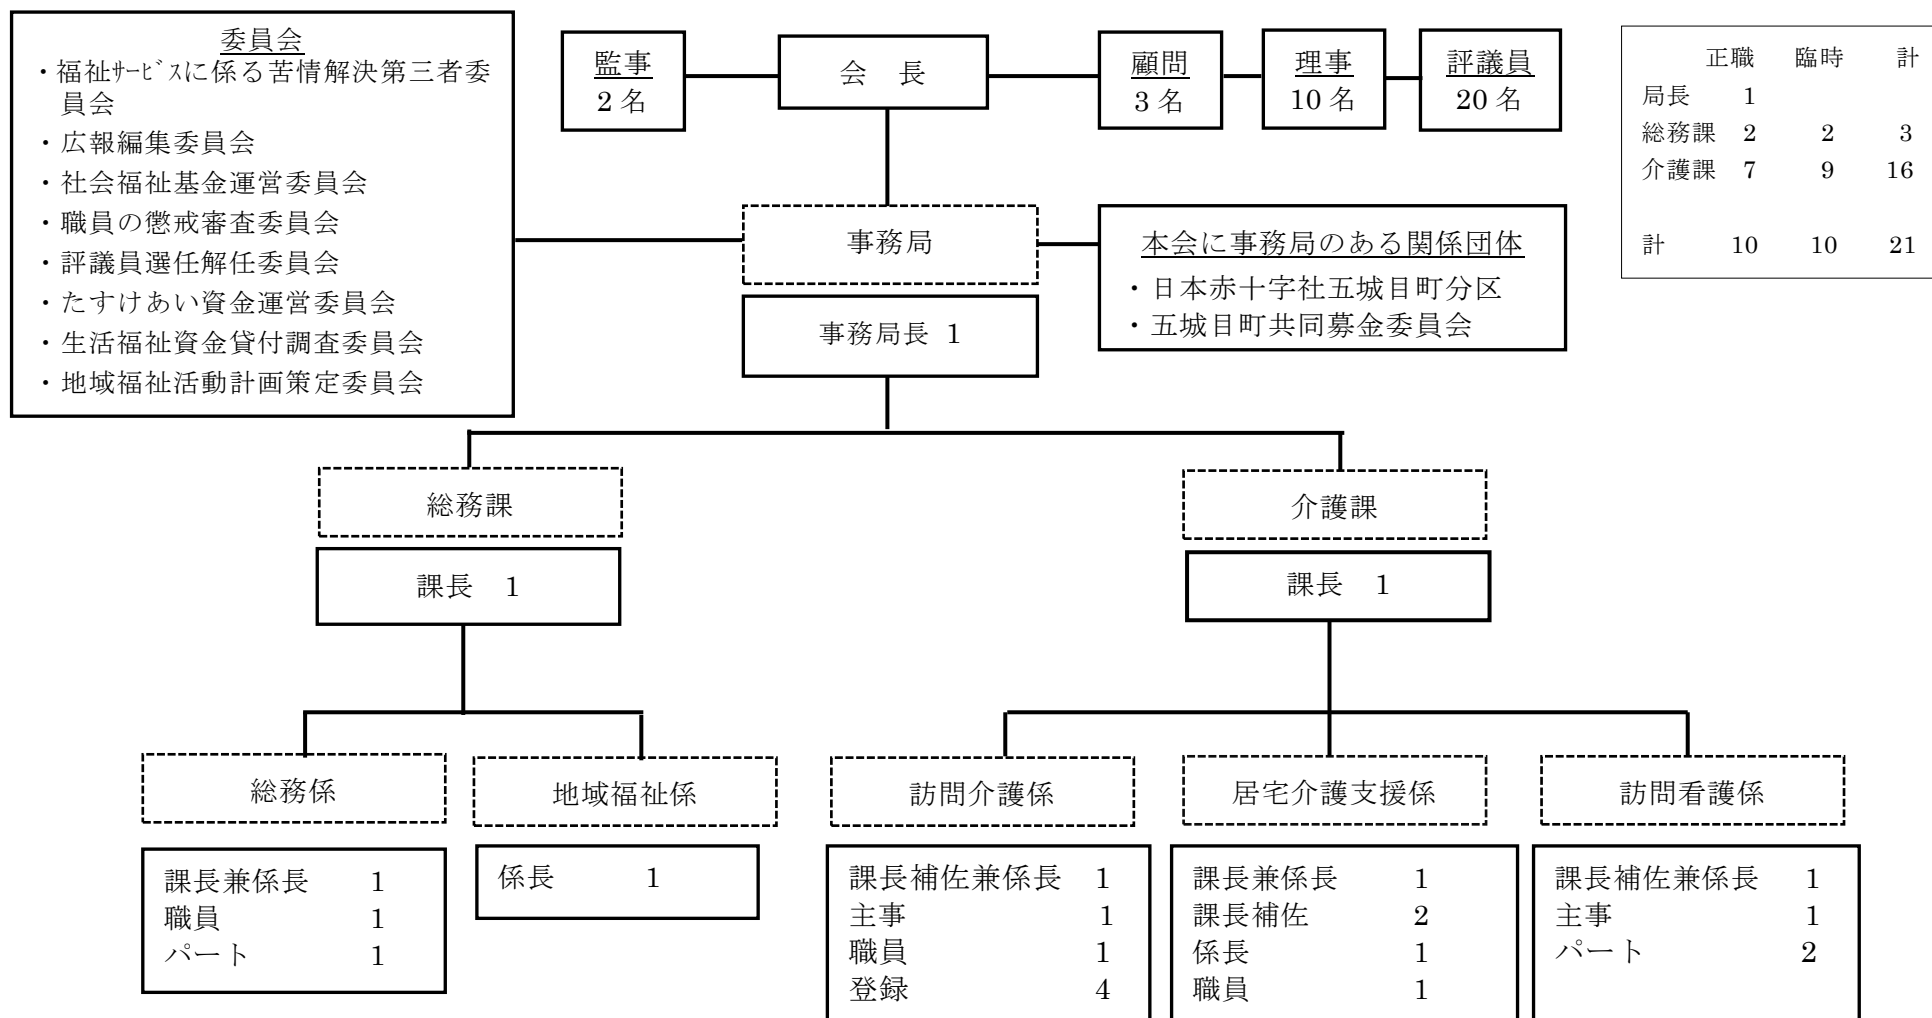 委員会
・福祉ｻｰﾋﾞｽに係る苦情解決第三者委
員会
・広報編集委員会
・社会福祉基金運営委員会
・職員の懲戒審査委員会
・評議員選任解任委員会
・たすけあい資金運営委員会
・生活福祉資金貸付調査委員会
・地域福祉活動計画策定委員会
監事
2 名
会　長
顧問
3 名
理事
10 名
評議員
20 名
正職　臨時　計
局長　1
総務課　2　2　3
介護課　7　9　16
計　10　10　21
事務局
事務局長 1
本会に事務局のある関係団体
・日本赤十字社五城目町分区
・五城目町共同募金委員会
総務課
課長　1
介護課
課長　1
総務係
課長兼係長　1
職員　1
パート　1
地域福祉係
係長　1
訪問介護係
課長補佐兼係長　1
主事　1
職員　1
登録　4
居宅介護支援係
課長兼係長　1
課長補佐　2
係長　1
職員　1
訪問看護係
課長補佐兼係長　1
主事　1
パート　2